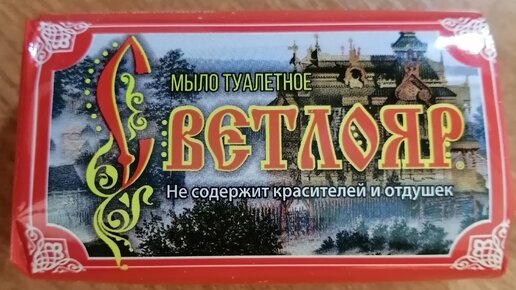 МЫЛО ТУАЛЕТНОЕ
СВЕТЛОЯР
Не содержит красителей и отдушек